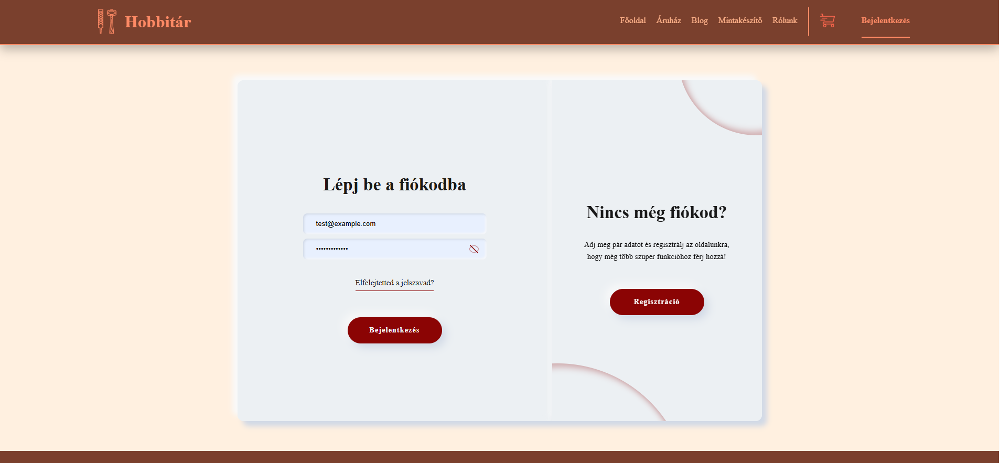 Hobbitár
Főoldal Áruház Blog Mintakészítő Rólunk Bejelentkezés
Lépj be a fiókodba
test@example.com
•••••••••••••
Elfelejtetted a jelszavad?
Bejelentkezés
Nincs még fiókod?
Adj meg pár adatot és regisztrálj az oldalunkra,
hogy még több szuper funkcióhoz férj hozzá!
Regisztráció